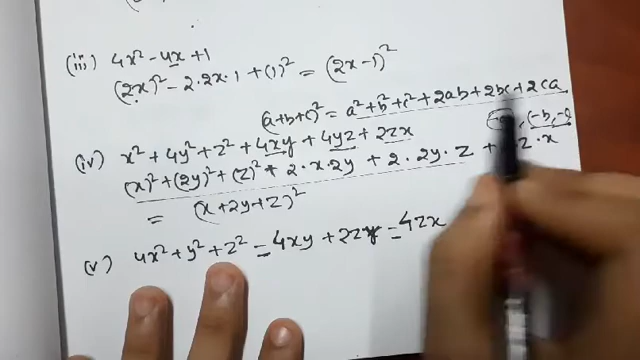 (iii) 4x² - 4x + 1
(2x)² - 2·2x·1 + (1)² = (2x-1)²
(a+b+c)² = a² + b² + c² + 2ab + 2bc + 2ca
(iv) x² + 4y² + z² + 4xy + 4yz + 2zx
(x)² + (2y)² + (z)² + 2·x·2y + 2·2y·z + z·x
= (x+2y+z)²
(v) 4x² + y² + z² - 4xy + 2zy - 4zx